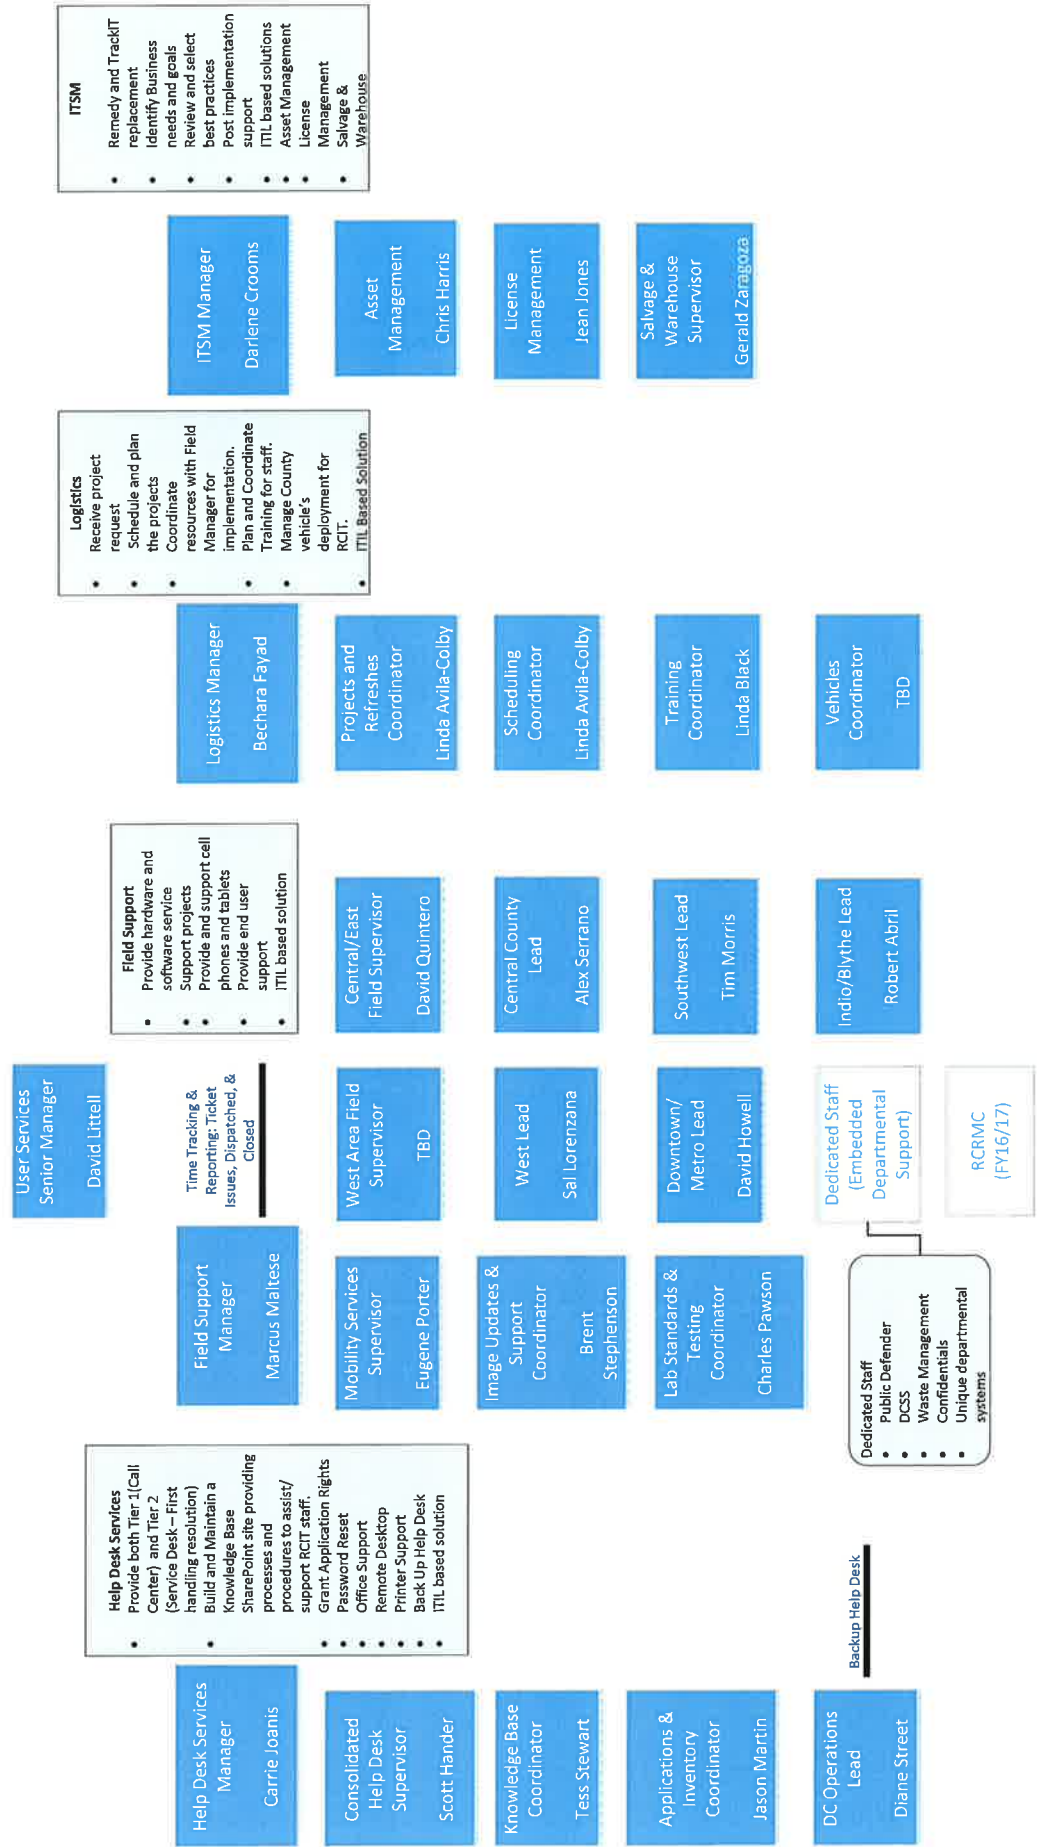 User Services
Senior Manager
David Littell
Help Desk Services
Manager
Carrie Joanis
Help Desk Services
• Provide both Tier 1(Call
Center) and Tier 2
(Service Desk – First
handling resolution)
• Build and Maintain a
Knowledge Base
SharePoint site providing
processes and
procedures to assist/
support RCIT staff.
• Grant Application Rights
• Password Reset
• Office Support
• Remote Desktop
• Printer Support
• Back Up Help Desk
• ITIL based solution
Consolidated
Help Desk
Supervisor
Scott Hander
Knowledge Base
Coordinator
Tess Stewart
Applications &
Inventory
Coordinator
Jason Martin
DC Operations
Lead
Diane Street
Backup Help Desk
Field Support
Manager
Marcus Maltese
Time Tracking &
Reporting: Ticket
Issues, Dispatched, &
Closed
Field Support
• Provide hardware and
software service
• Support projects
• Provide and support cell
phones and tablets
• Provide end user
support
• ITIL based solution
Mobility Services
Supervisor
Eugene Porter
Image Updates &
Support
Coordinator
Brent
Stephenson
Lab Standards &
Testing
Coordinator
Charles Pawson
Dedicated Staff
• Public Defender
• DCSS
• Waste Management
• Confidentials
• Unique departmental
systems
West Area Field
Supervisor
TBD
West Lead
Sal Lorenzana
Downtown/
Metro Lead
David Howell
Dedicated Staff
(Embedded
Departmental
Support)
RCRMC
(FY16/17)
Central/East
Field Supervisor
David Quintero
Central County
Lead
Alex Serrano
Southwest Lead
Tim Morris
Indio/Blythe Lead
Robert Abril
Logistics Manager
Bechara Fayad
Logistics
• Receive project
request
• Schedule and plan
the projects
• Coordinate
resources with Field
Manager for
implementation.
• Plan and Coordinate
Training for staff.
• Manage County
vehicle's
deployment for
RCIT.
• ITIL Based Solution
Projects and
Refreshes
Coordinator
Linda Avila-Colby
Scheduling
Coordinator
Linda Avila-Colby
Training
Coordinator
Linda Black
Vehicles
Coordinator
TBD
ITSM Manager
Darlene Crooms
ITSM
• Remedy and TrackIT
replacement
• Identify Business
needs and goals
• Review and select
best practices
• Post implementation
support
• ITIL based solutions
• Asset Management
• License
Management
• Salvage &
Warehouse
Asset
Management
Chris Harris
License
Management
Jean Jones
Salvage &
Warehouse
Supervisor
Gerald Zaragoza